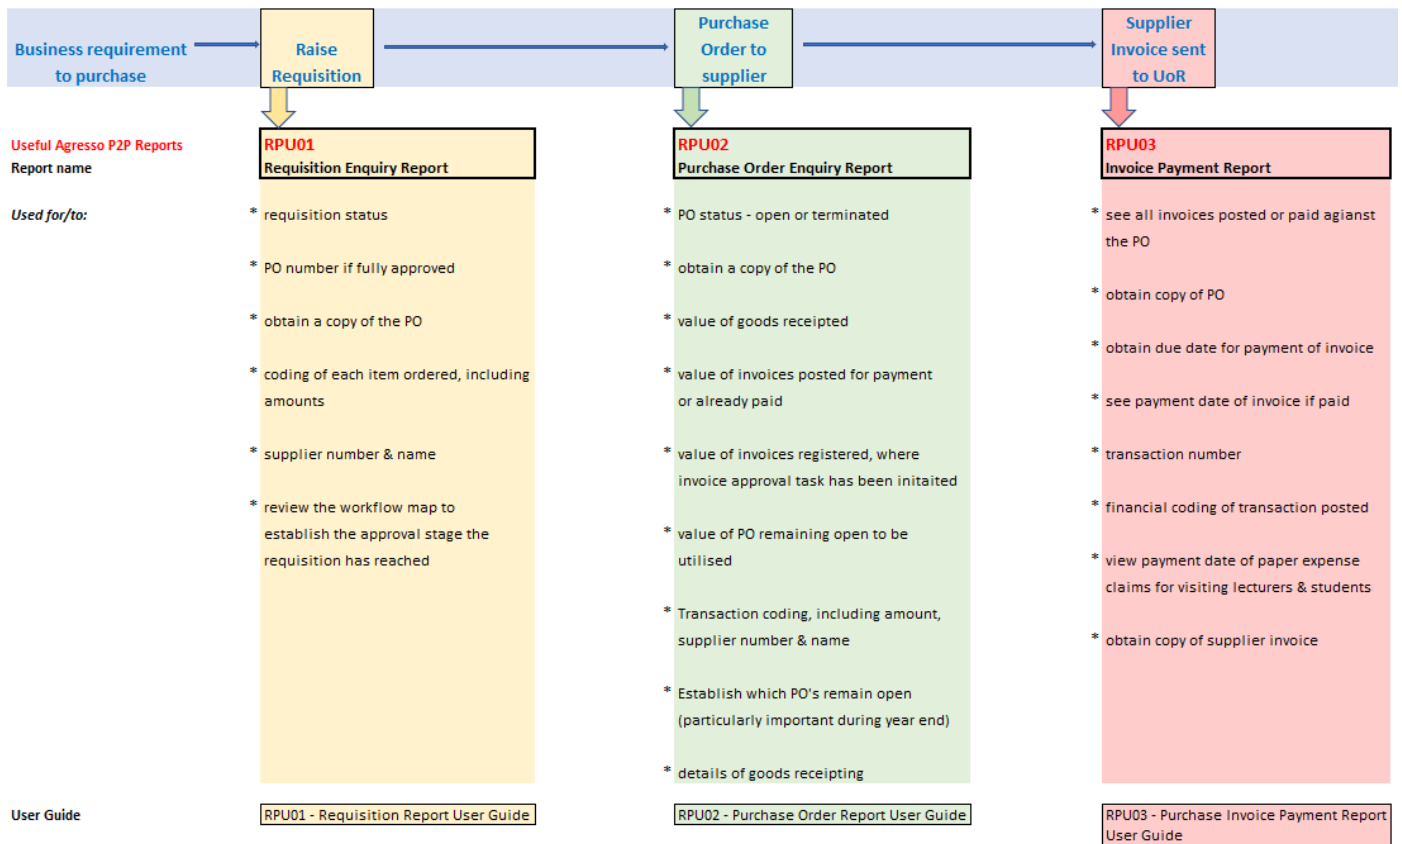 Business requirement
to purchase
Raise
Requisition
Purchase
Order to
supplier
Supplier
Invoice sent
to UoR
Useful Agresso P2P Reports
Report name
RPU01
Requisition Enquiry Report
RPU02
Purchase Order Enquiry Report
RPU03
Invoice Payment Report
Used for/to:
* requisition status
* PO number if fully approved
* obtain a copy of the PO
* coding of each item ordered, including
amounts
* supplier number & name
* review the workflow map to
establish the approval stage the
requisition has reached
* PO status - open or terminated
* obtain a copy of the PO
* value of goods receipted
* value of invoices posted for payment
or already paid
* value of invoices registered, where
invoice approval task has been initaited
* value of PO remaining open to be
utilised
* Transaction coding, including amount,
supplier number & name
* Establish which PO's remain open
(particularly important during year end)
* details of goods receipting
* see all invoices posted or paid agianst
the PO
* obtain copy of PO
* obtain due date for payment of invoice
* see payment date of invoice if paid
* transaction number
* financial coding of transaction posted
* view payment date of paper expense
claims for visiting lecturers & students
* obtain copy of supplier invoice
User Guide
RPU01 - Requisition Report User Guide
RPU02 - Purchase Order Report User Guide
RPU03 - Purchase Invoice Payment Report
User Guide